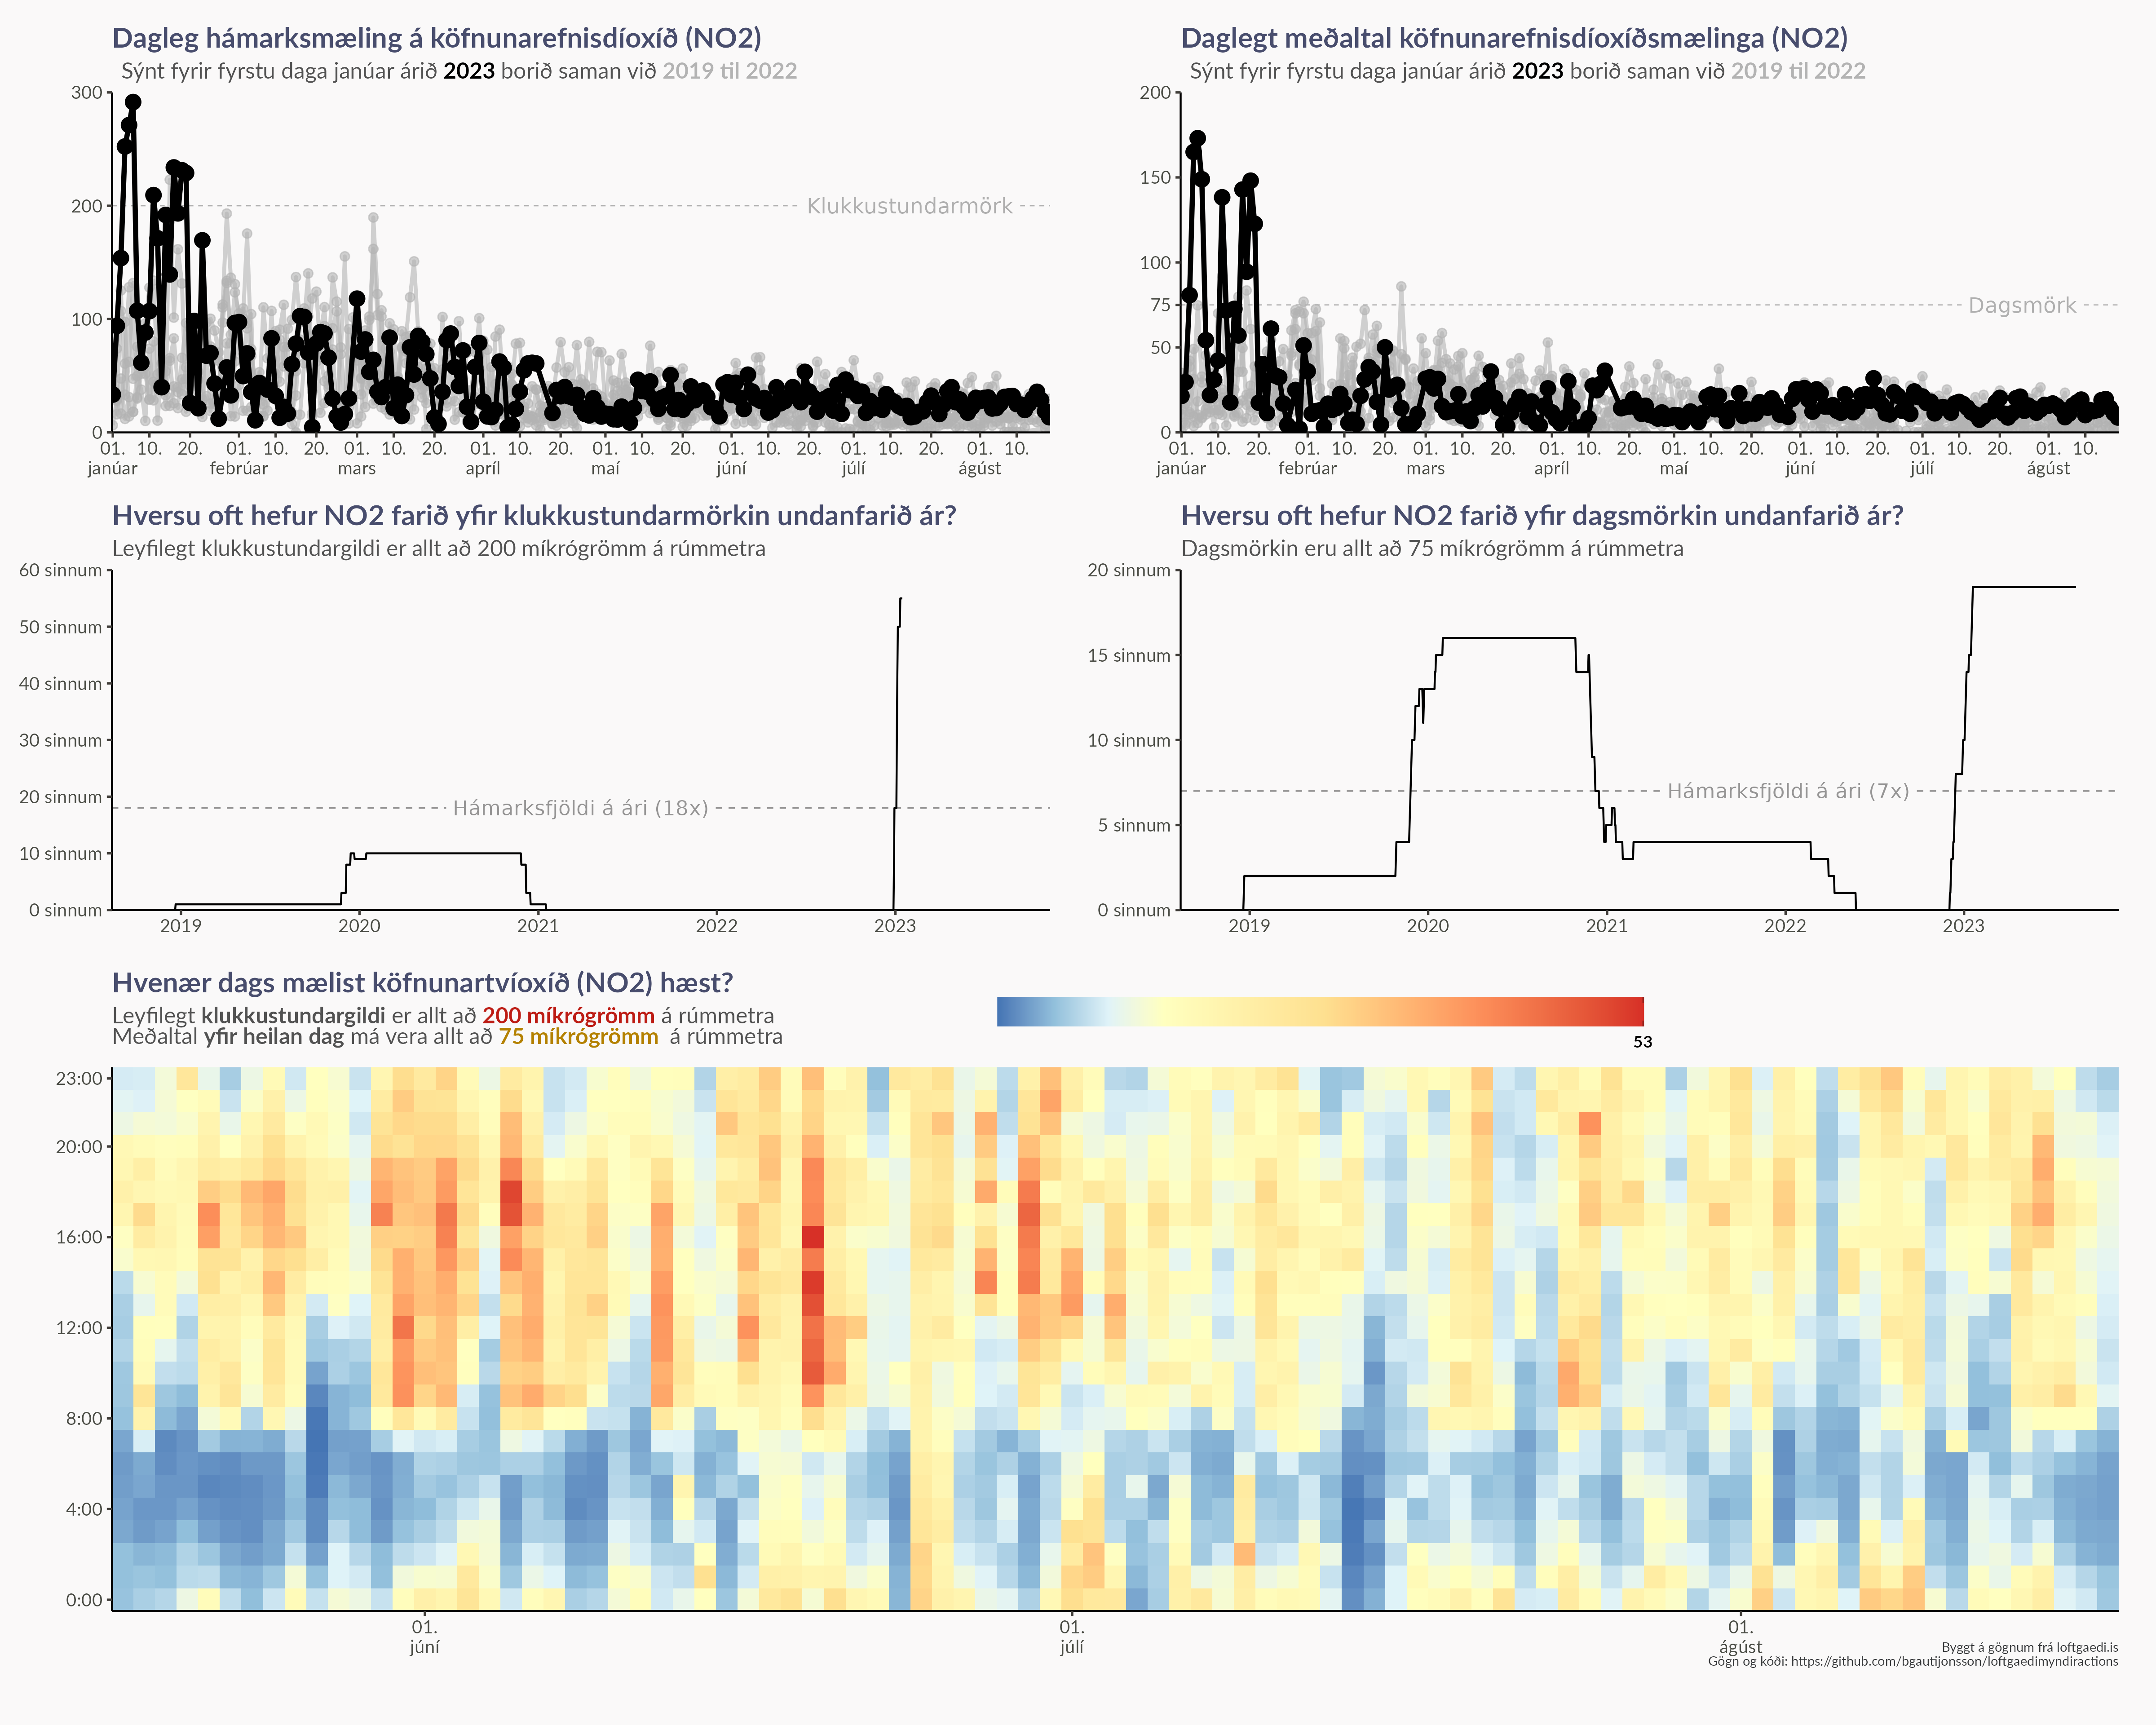 Dagleg hámarksmæling á köfnunarefnisdíoxíð (NO2)
Sýnt fyrir fyrstu daga janúar árið 2023 borið saman við 2019 til 2022
300
200
100
0
Klukkustundarmörk
01. 10. 20. 01. 10. 20. 01. 10. 20. 01. 10. 20. 01. 10. 20. 01. 10. 20. 01. 10. 20. 01. 10.
janúar febrúar mars apríl maí júní júlí ágúst
Daglegt meðaltal köfnunarefnisdíoxíðsmælinga (NO2)
Sýnt fyrir fyrstu daga janúar árið 2023 borið saman við 2019 til 2022
200
150
100
75
50
0
Dagsmörk
01. 10. 20. 01. 10. 20. 01. 10. 20. 01. 10. 20. 01. 10. 20. 01. 10. 20. 01. 10. 20. 01. 10.
janúar febrúar mars apríl maí júní júlí ágúst
Hversu oft hefur NO2 farið yfir klukkustundarmörkin undanfarið ár?
Leyfilegt klukkustundargildi er allt að 200 míkrógrömm á rúmmetra
60 sinnum
50 sinnum
40 sinnum
30 sinnum
20 sinnum
10 sinnum
0 sinnum
Hámarksfjöldi á ári (18x)
2019 2020 2021 2022 2023
Hversu oft hefur NO2 farið yfir dagsmörkin undanfarið ár?
Dagsmörkin eru allt að 75 míkrógrömm á rúmmetra
20 sinnum
15 sinnum
10 sinnum
5 sinnum
0 sinnum
Hámarksfjöldi á ári (7x)
2019 2020 2021 2022 2023
Hvenær dags mælist köfnunartvíoxíð (NO2) hæst?
Leyfilegt klukkustundargildi er allt að 200 míkrógrömm á rúmmetra
Meðaltal yfir heilan dag má vera allt að 75 míkrógrömm á rúmmetra
53
23:00
20:00
16:00
12:00
8:00
4:00
0:00
01. 01. 01.
júní júlí ágúst
Byggt á gögnum frá loftgaedi.is
Gögn og kóði: https://github.com/bgautijonsson/loftgaedimyndiractions